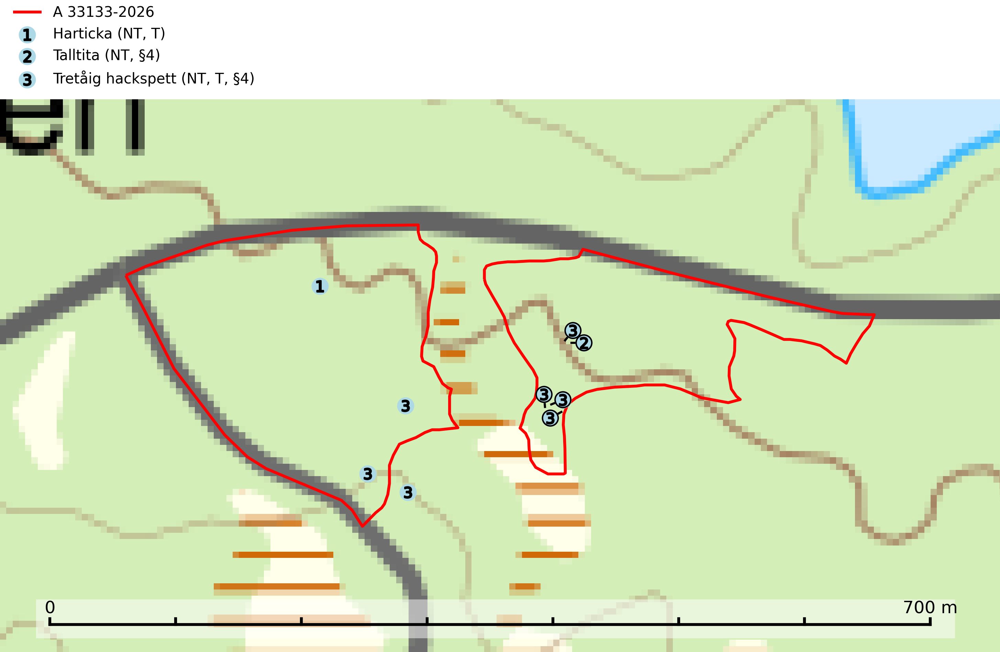 A 33133-2026
1 Harticka (NT, T)
2 Talltita (NT, §4)
3 Tretåig hackspett (NT, T, §4)
1
3
2
3
3
3
3
3
3
0 700 m